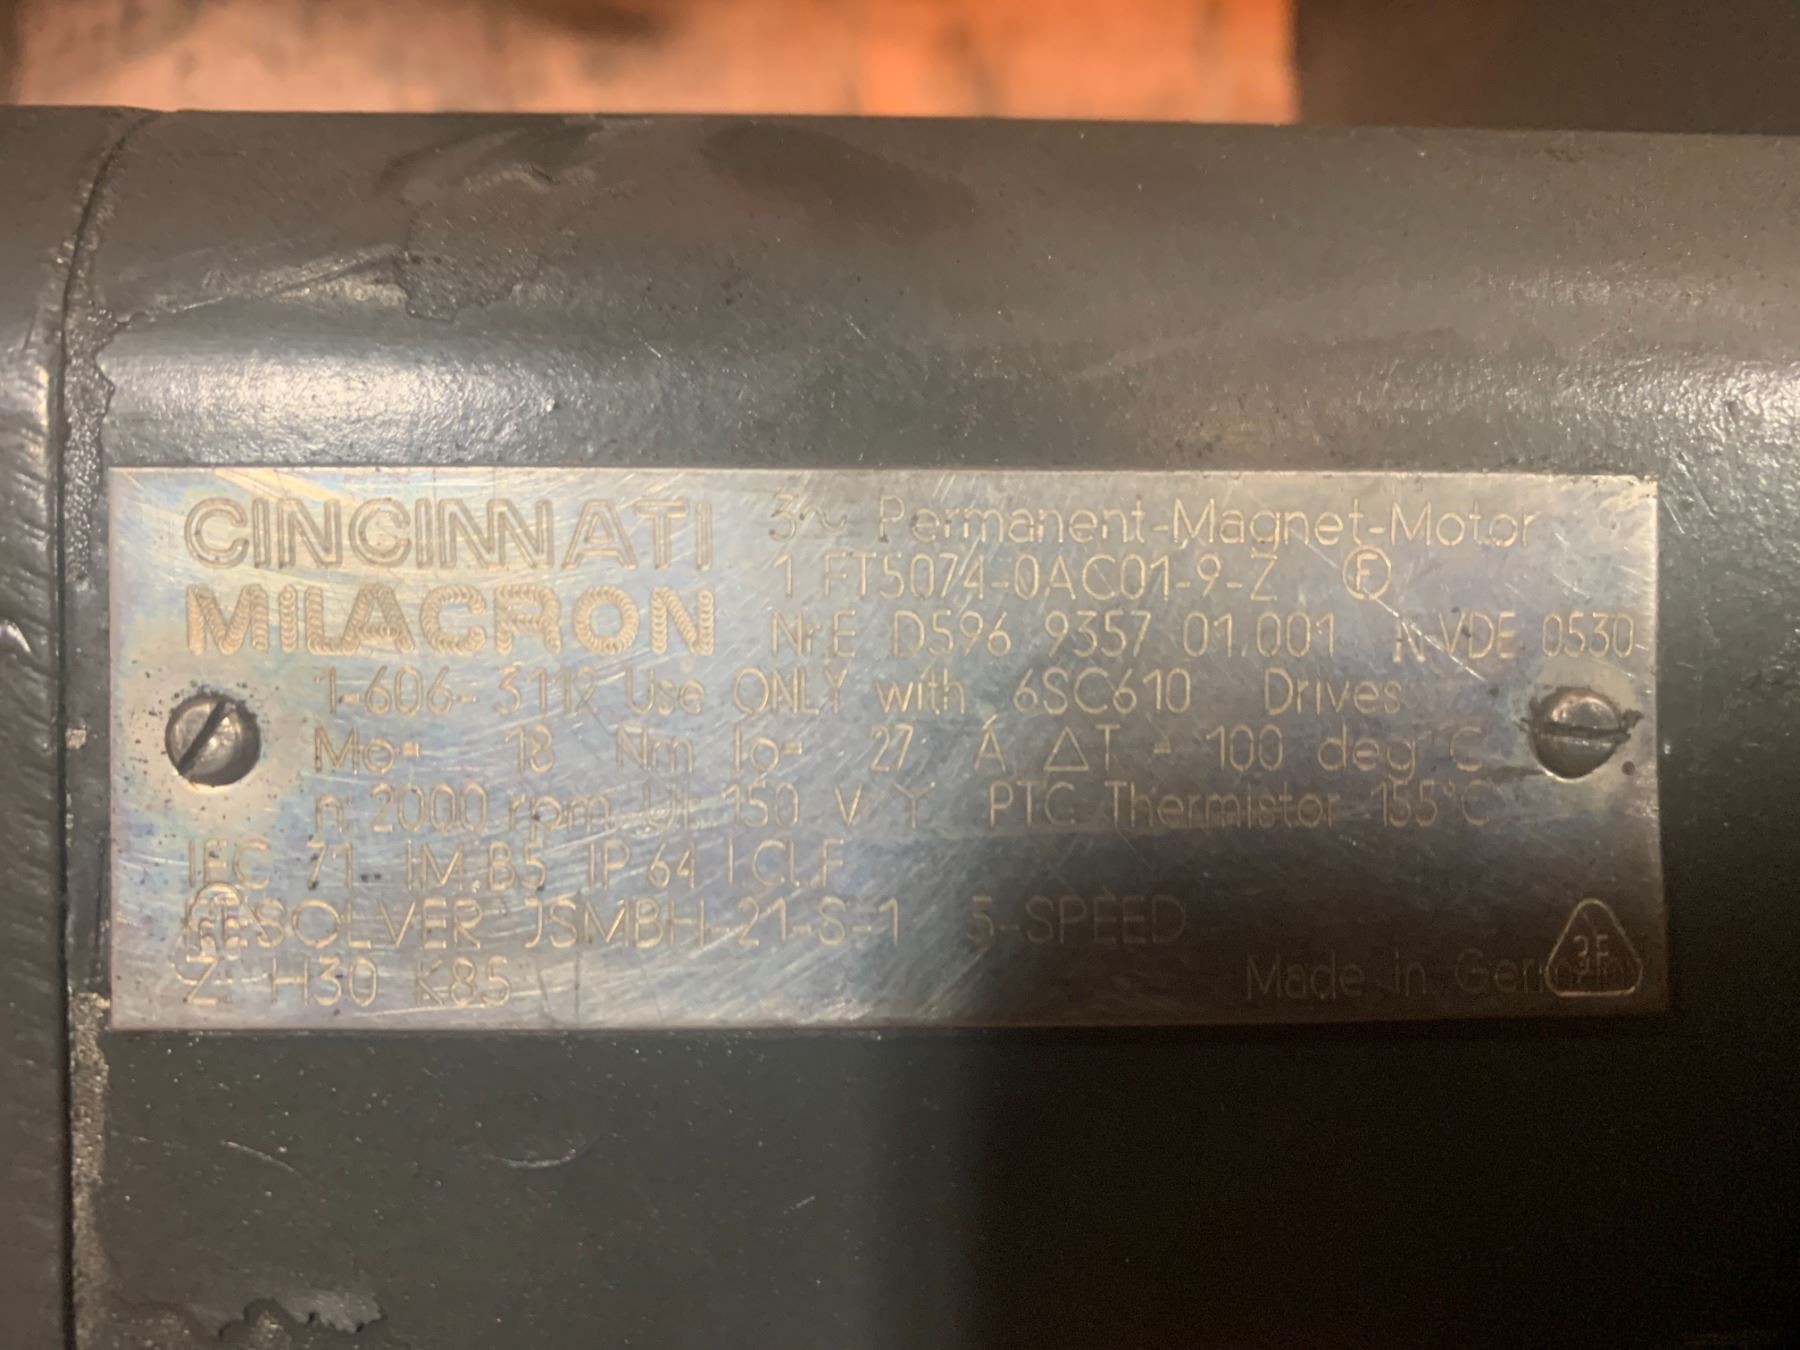 CINCINNATI
MILACRON
3~ Permanent-Magnet-Motor
1 FT5074-0AC01-9-Z Ⓕ
Nr.E D596 9357 01.001 VDE 0530
1-606-3112 Use ONLY with 6SC610 Drives
Mo= 18 Nm Io= 27 A ΔT = 100 deg C
n: 2000 rpm 150 V Y PTC Thermistor 155°C
IFC 71 IM.B5 IP 64 I.Cl.F
RESOLVER JSMBH-21-S-1 5-SPEED
Z: H30 K85
Made in Germany